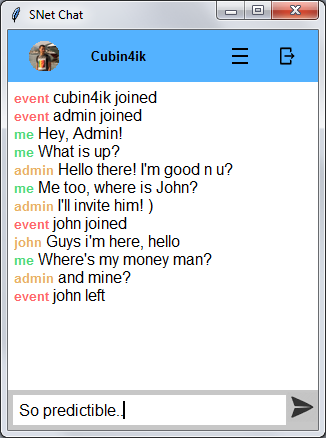 SNet Chat
Cubin4ik
event cubin4ik joined
event admin joined
me Hey, Admin!
me What is up?
admin Hello there! I'm good n u?
me Me too, where is John?
admin I'll invite him! )
event john joined
john Guys i'm here, hello
me Where's my money man?
admin and mine?
event john left
So predictible..